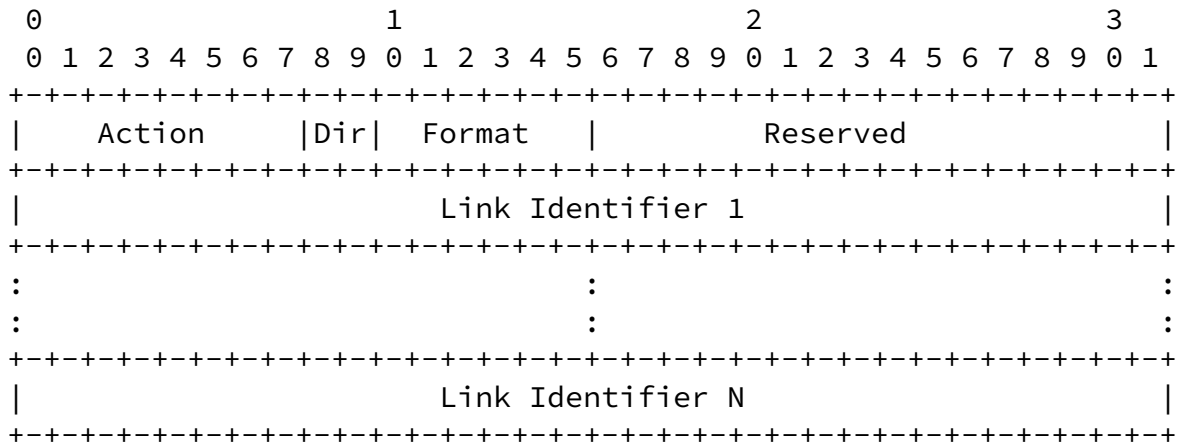 0                   1                   2                   3
 0 1 2 3 4 5 6 7 8 9 0 1 2 3 4 5 6 7 8 9 0 1 2 3 4 5 6 7 8 9 0 1
+-+-+-+-+-+-+-+-+-+-+-+-+-+-+-+-+-+-+-+-+-+-+-+-+-+-+-+-+-+-+-+-+
|    Action     |Dir|  Format   |         Reserved              |
+-+-+-+-+-+-+-+-+-+-+-+-+-+-+-+-+-+-+-+-+-+-+-+-+-+-+-+-+-+-+-+-+
|                       Link Identifier 1                       |
+-+-+-+-+-+-+-+-+-+-+-+-+-+-+-+-+-+-+-+-+-+-+-+-+-+-+-+-+-+-+-+-+
:                               :                               :
:                               :                               :
+-+-+-+-+-+-+-+-+-+-+-+-+-+-+-+-+-+-+-+-+-+-+-+-+-+-+-+-+-+-+-+-+
|                       Link Identifier N                       |
+-+-+-+-+-+-+-+-+-+-+-+-+-+-+-+-+-+-+-+-+-+-+-+-+-+-+-+-+-+-+-+-+